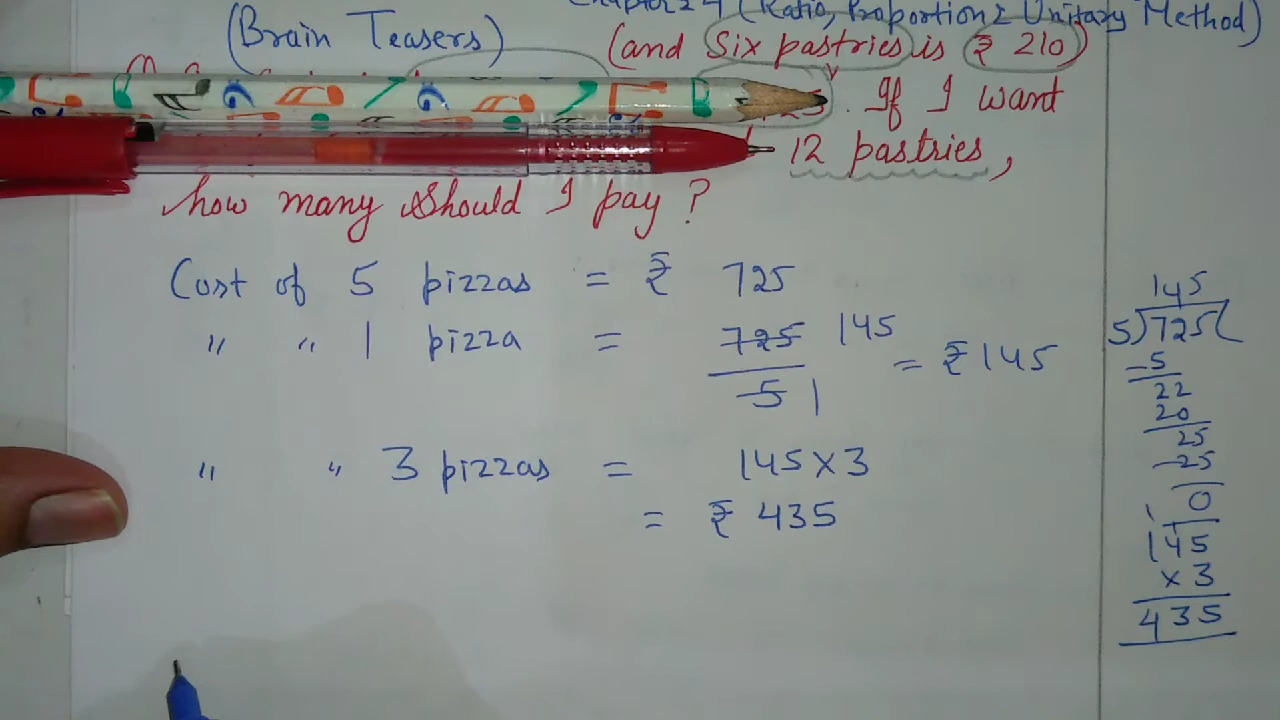 (Ratio, Proportion & Unitary Method)
(Brain Teasers)
(and Six pastries is ₹ 210)
. If I want
12 pastries,
how many should I pay ?
Cost of 5 pizzas = ₹ 725
" " 1 pizza = 725 145
5 1
= ₹ 145
" " 3 pizzas = 145 x 3
= ₹ 435
145
5)725(
-5
22
20
25
-25
0
145
x 3
435